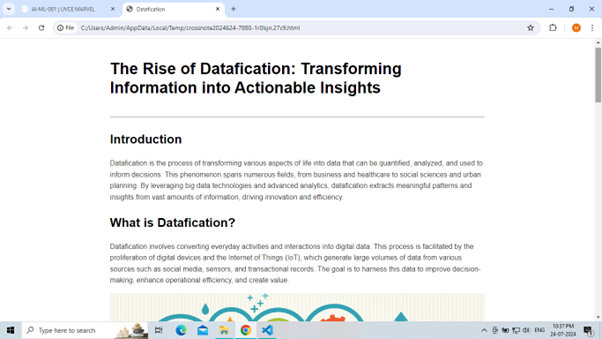 AI-ML-001 | UVCE MARVEL
Datafication
File
C:/Users/Admin/AppData/Local/Temp/crossnote2024624-7880-1r0tsjn.27c9.html
The Rise of Datafication: Transforming
Information into Actionable Insights
Introduction
Datafication is the process of transforming various aspects of life into data that can be quantified, analyzed, and used to
inform decisions. This phenomenon spans numerous fields, from business and healthcare to social sciences and urban
planning. By leveraging big data technologies and advanced analytics, datafication extracts meaningful patterns and
insights from vast amounts of information, driving innovation and efficiency.
What is Datafication?
Datafication involves converting everyday activities and interactions into digital data. This process is facilitated by the
proliferation of digital devices and the Internet of Things (IoT), which generate large volumes of data from various
sources such as social media, sensors, and transactional records. The goal is to harness this data to improve decision-
making, enhance operational efficiency, and create value.
Type here to search
ENG
10:37 PM
24-07-2024